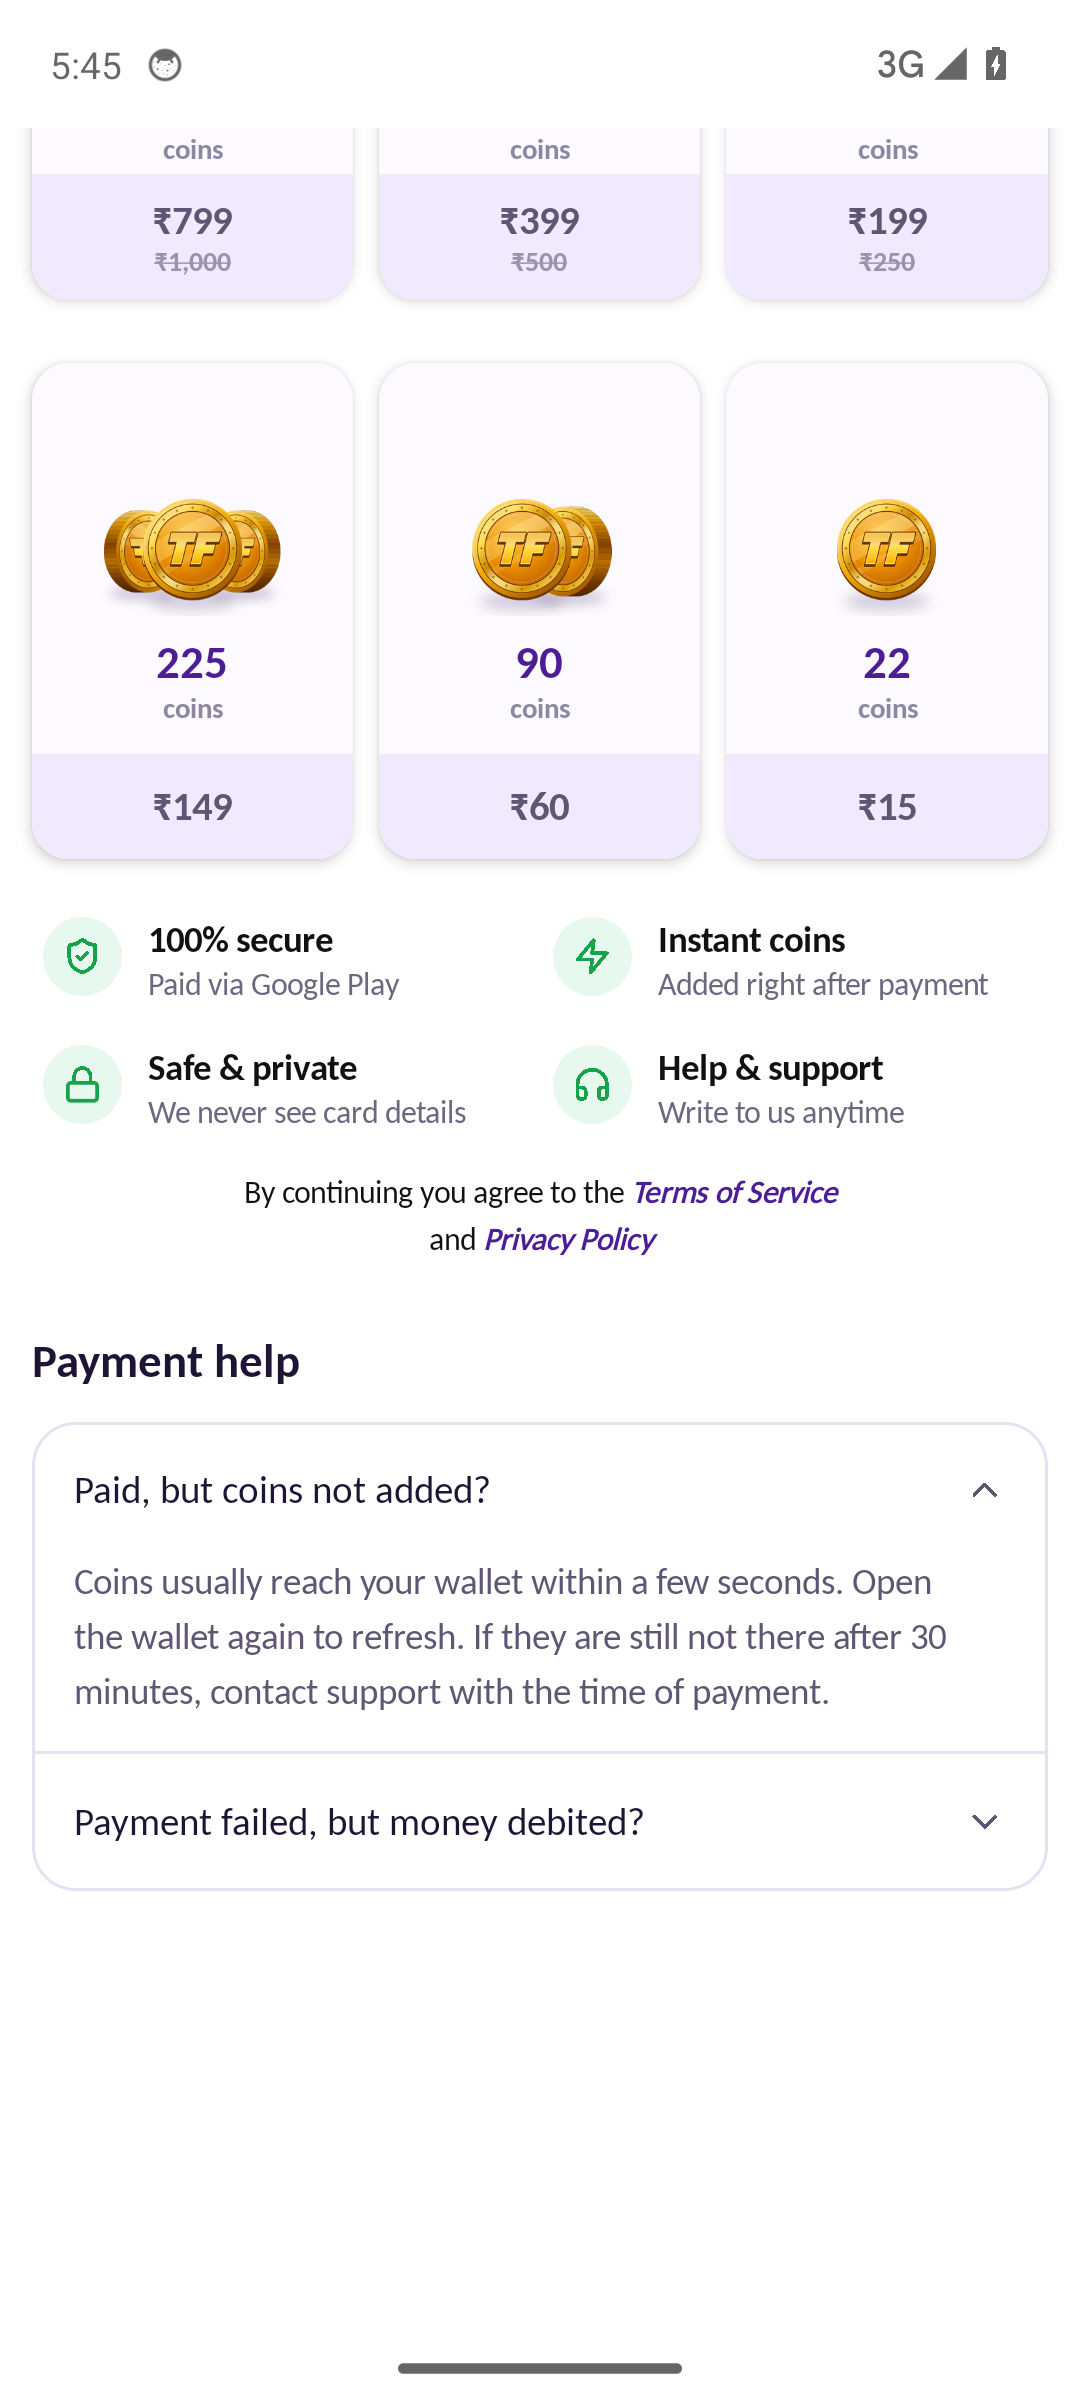 5:45
3G
coins
coins
coins
₹799
₹399
₹199
₹1,000
₹500
₹250
TF
TF
TF
225
90
22
coins
coins
coins
₹149
₹60
₹15
100% secure
Paid via Google Play
Instant coins
Added right after payment
Safe & private
We never see card details
Help & support
Write to us anytime
By continuing you agree to the Terms of Service
and Privacy Policy
Payment help
Paid, but coins not added?
Coins usually reach your wallet within a few seconds. Open
the wallet again to refresh. If they are still not there after 30
minutes, contact support with the time of payment.
Payment failed, but money debited?